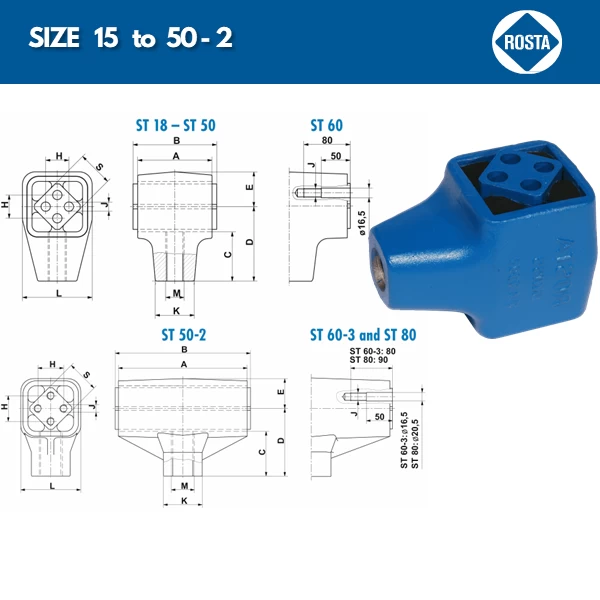 SIZE 15 to 50-2
ROSTA
ST 18 – ST 50
ST 60
B
A
80
50
H
S
J
J
E
D
C
ø16,5
L
M
K
ST 50-2
ST 60-3 and ST 80
B
A
ST 60-3: 80
ST 80: 90
H
S
H
J
J
50
E
D
C
ST 60-3: ø16,5
ST 80: ø20,5
L
M
K
H